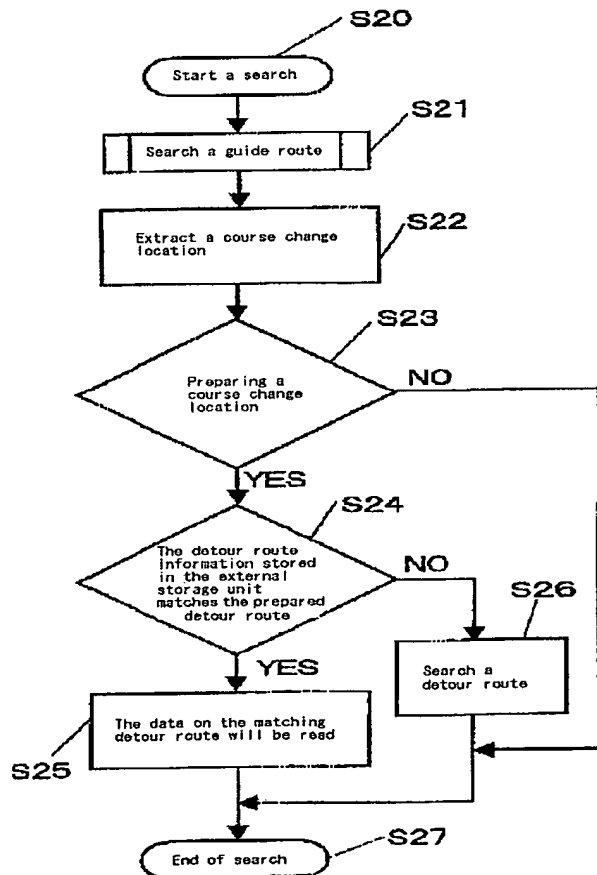 S20
Start a search
S21
Search a guide route
S22
Extract a course change
location
S23
Preparing a
course change
location
NO
YES
S24
The detour route
information stored
in the external
storage unit
matches the prepared
detour route
NO
S26
YES
Search a
detour route
The data on the matching
detour route will be read
S25
S27
End of search